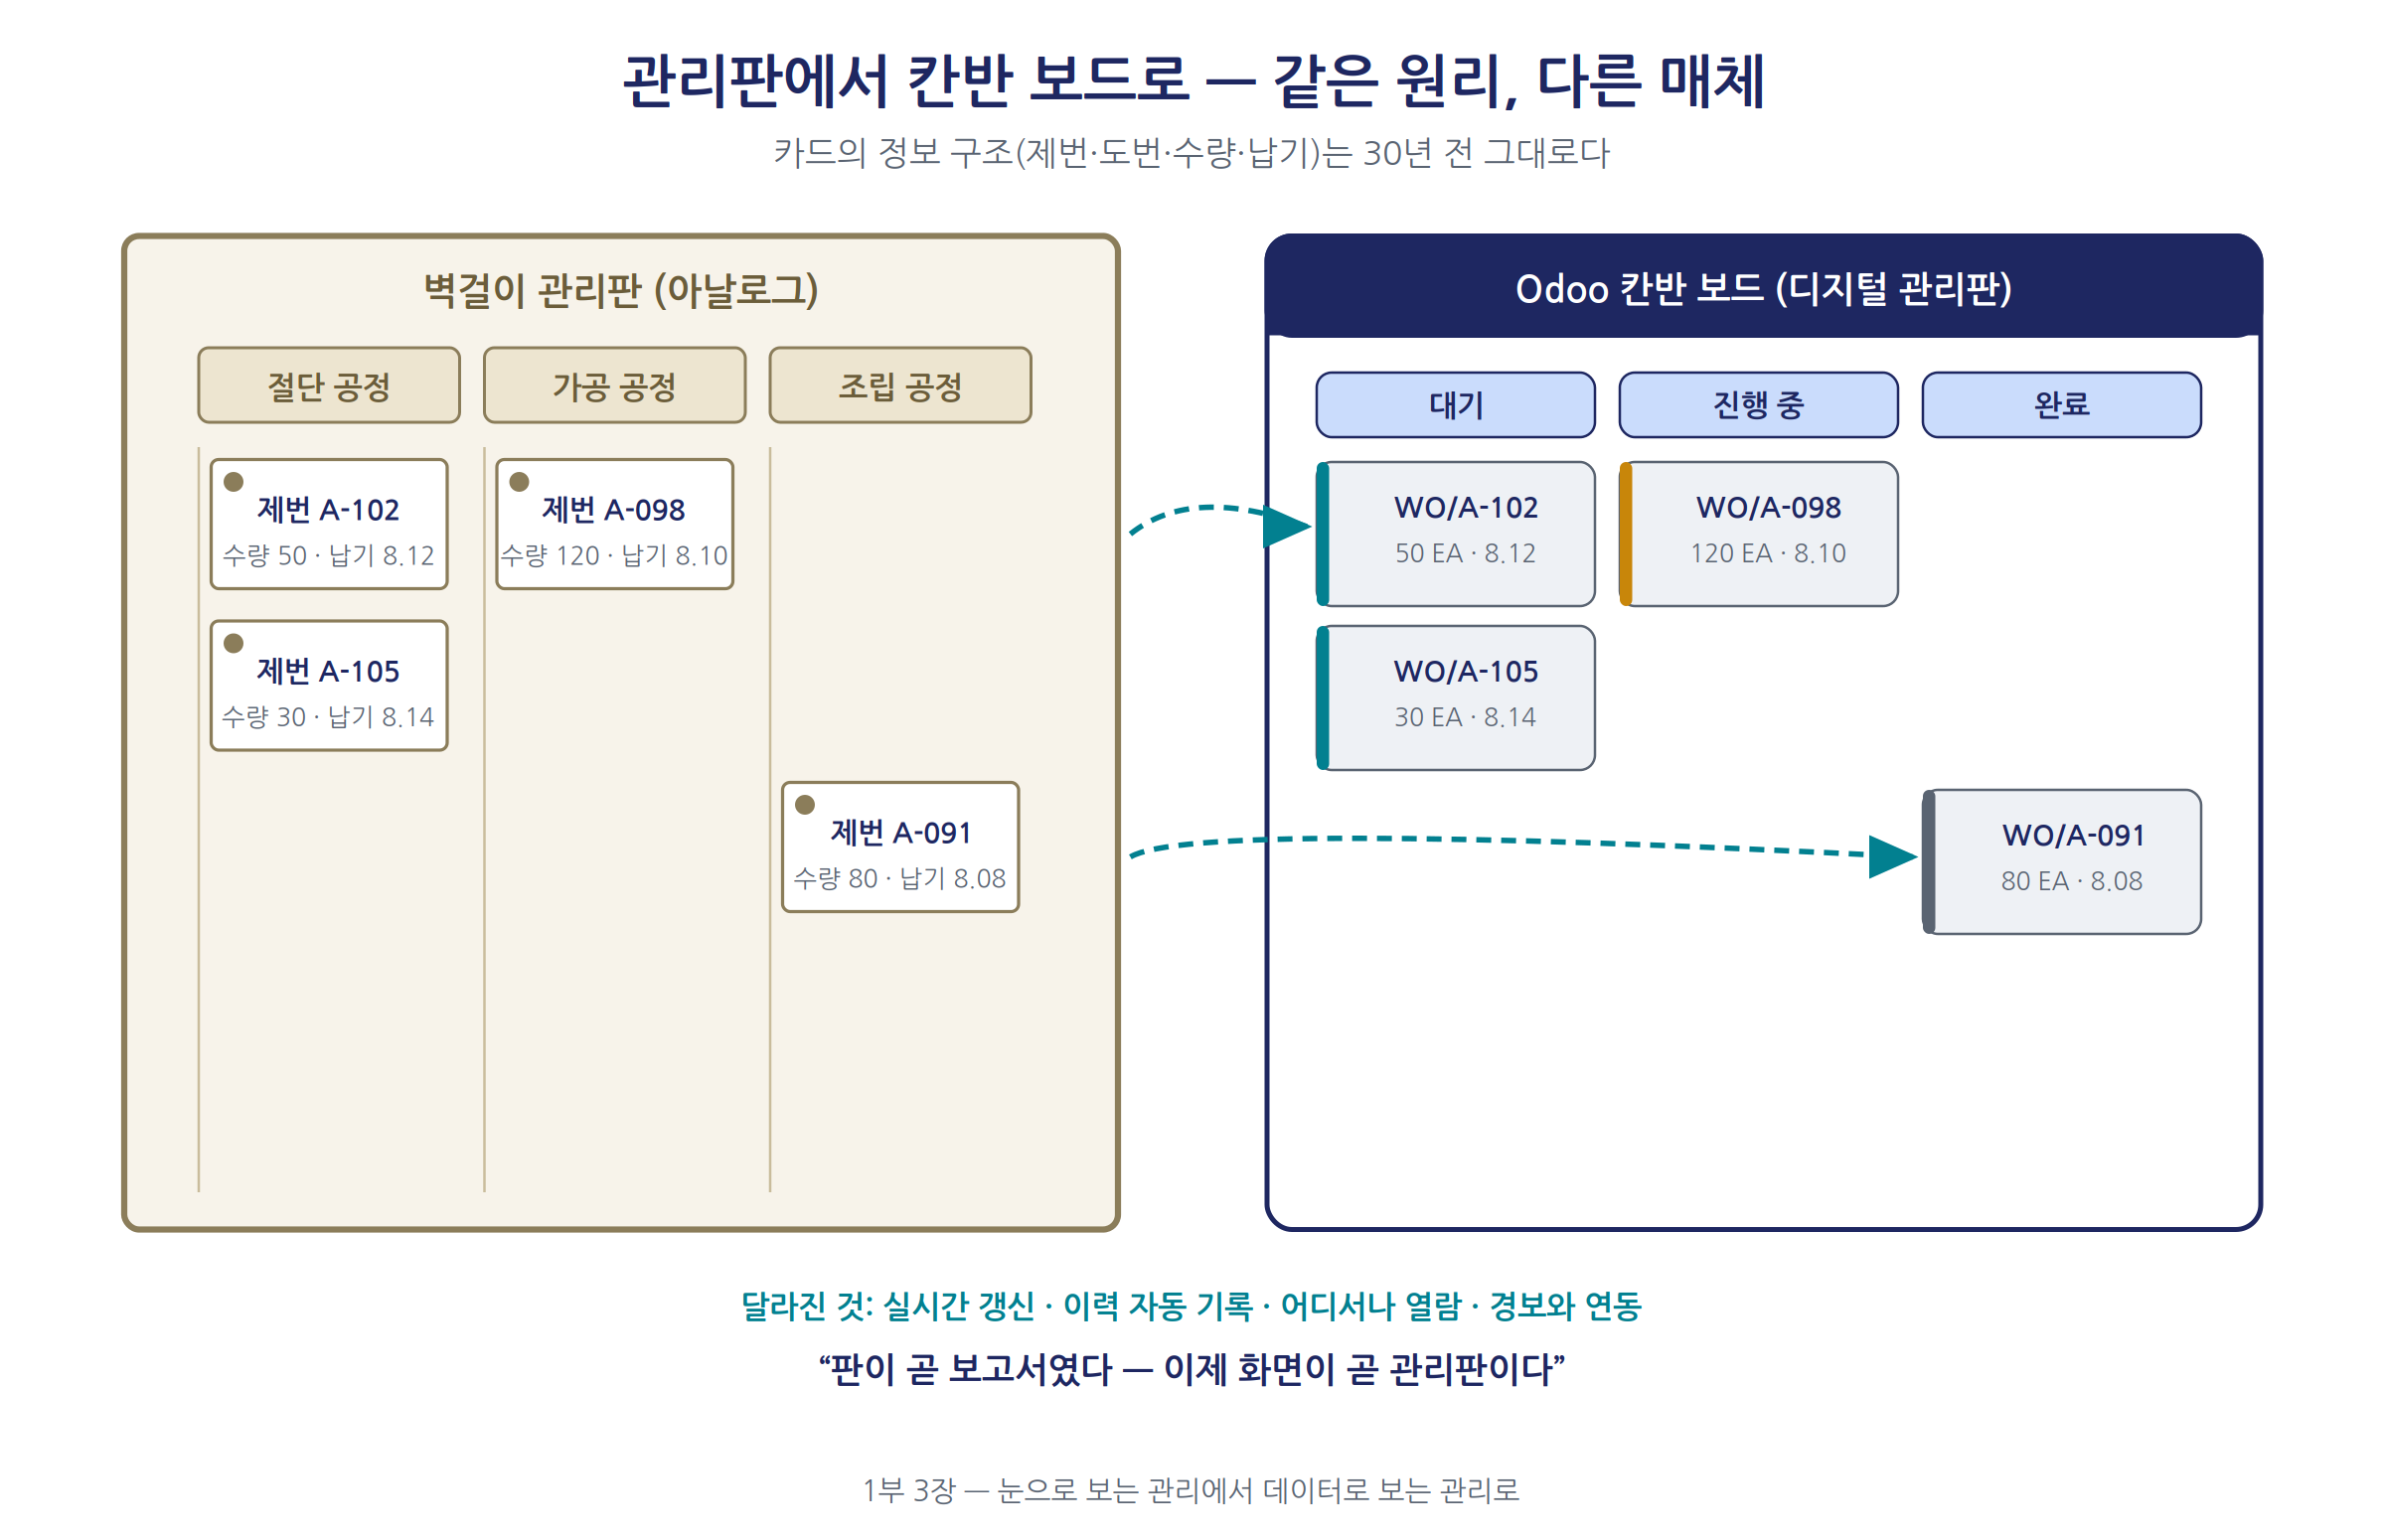 관리판에서 칸반 보드로 — 같은 원리, 다른 매체
카드의 정보 구조(제번·도번·수량·납기)는 30년 전 그대로다
벽걸이 관리판 (아날로그)
절단 공정
가공 공정
조립 공정
제번 A-102
수량 50 · 납기 8.12
제번 A-098
수량 120 · 납기 8.10
제번 A-105
수량 30 · 납기 8.14
제번 A-091
수량 80 · 납기 8.08
Odoo 칸반 보드 (디지털 관리판)
대기
진행 중
완료
WO/A-102
50 EA · 8.12
WO/A-098
120 EA · 8.10
WO/A-105
30 EA · 8.14
WO/A-091
80 EA · 8.08
달라진 것: 실시간 갱신 · 이력 자동 기록 · 어디서나 열람 · 경보와 연동
“판이 곧 보고서였다 — 이제 화면이 곧 관리판이다”
1부 3장 — 눈으로 보는 관리에서 데이터로 보는 관리로